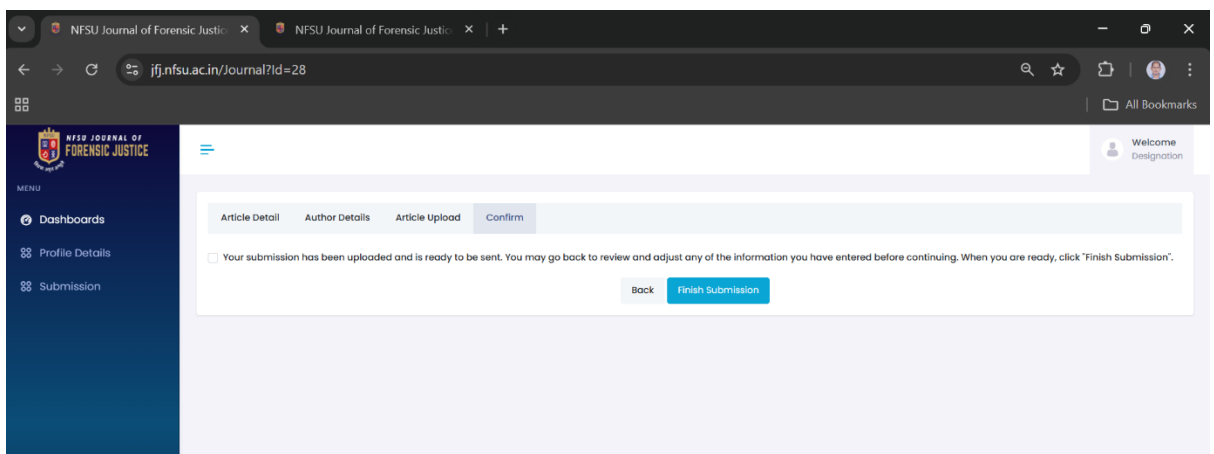 NFSU Journal of Forensic Justic
NFSU Journal of Forensic Justic
jfj.nfsu.ac.in/Journal?Id=28
All Bookmarks
NFSU JOURNAL OF
FORENSIC JUSTICE
Welcome
Designation
MENU
Dashboards
Profile Details
Submission
Article Detail Author Details Article Upload Confirm
Your submission has been uploaded and is ready to be sent. You may go back to review and adjust any of the information you have entered before continuing. When you are ready, click "Finish Submission".
Back Finish Submission